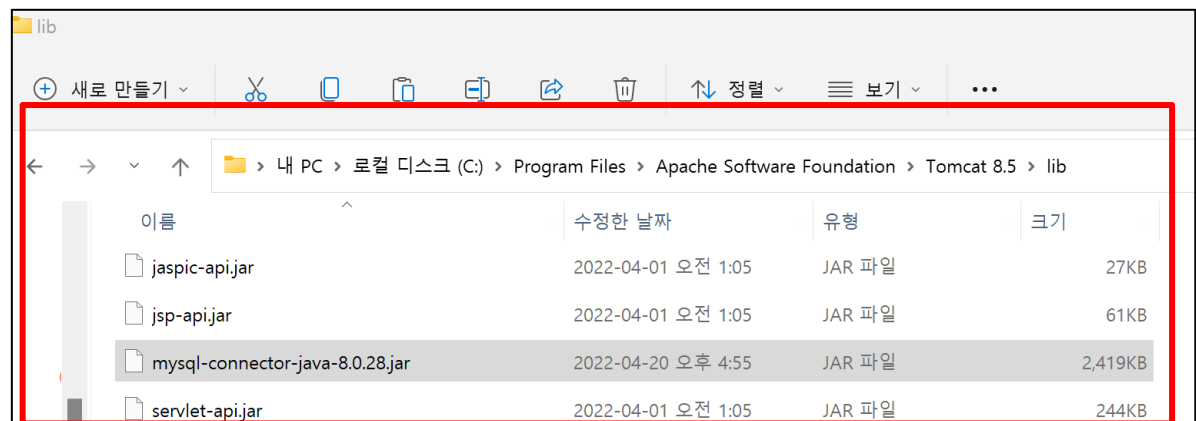 lib
새로 만들기 정렬 보기 •••
내 PC > 로컬 디스크 (C:) > Program Files > Apache Software Foundation > Tomcat 8.5 > lib
이름 수정한 날짜 유형 크기
jaspic-api.jar 2022-04-01 오전 1:05 JAR 파일 27KB
jsp-api.jar 2022-04-01 오전 1:05 JAR 파일 61KB
mysql-connector-java-8.0.28.jar 2022-04-20 오후 4:55 JAR 파일 2,419KB
servlet-api.jar 2022-04-01 오전 1:05 JAR 파일 244KB